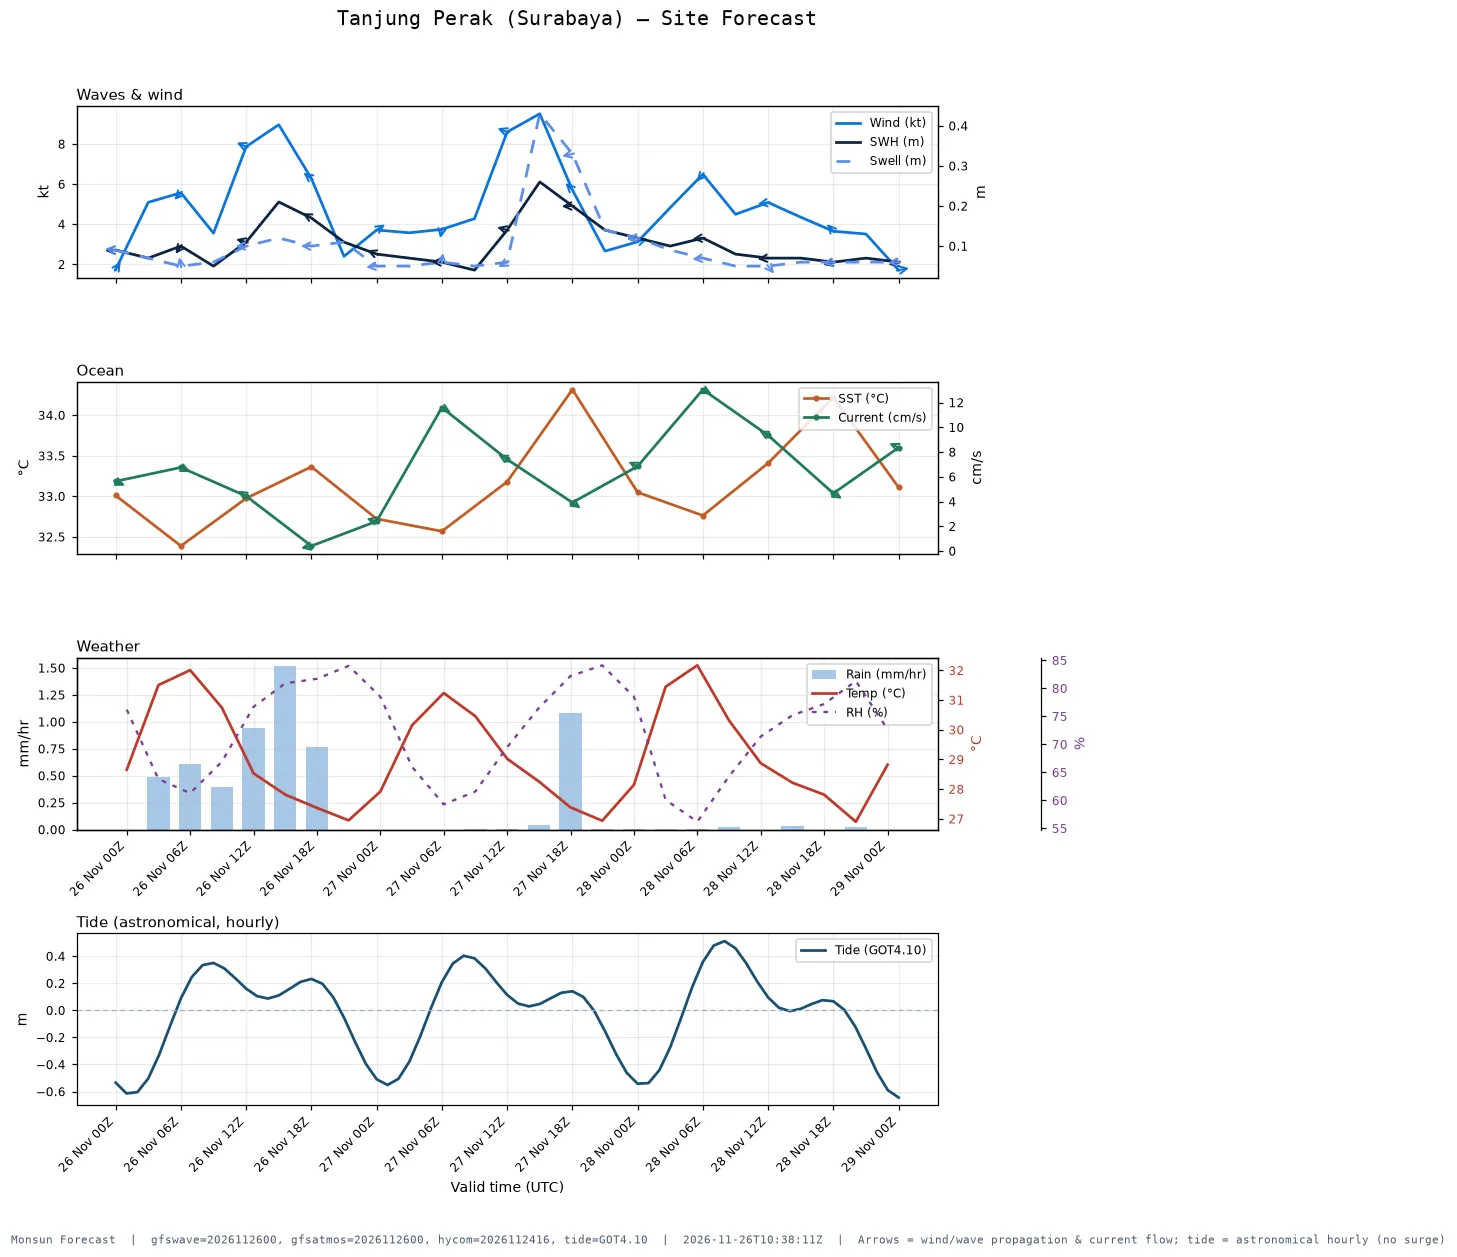 Tanjung Perak (Surabaya) — Site Forecast
Waves & wind
Wind (kt)
SWH (m)
Swell (m)
8
6
4
2
kt
0.4
0.3
0.2
0.1
m
Ocean
SST (°C)
Current (cm/s)
34.0
33.5
33.0
32.5
°C
12
10
8
6
4
2
0
cm/s
Weather
Rain (mm/hr)
Temp (°C)
RH (%)
1.50
1.25
1.00
0.75
0.50
0.25
0.00
mm/hr
32
31
30
29
28
27
°C
85
80
75
70
65
60
55
%
26 Nov 00Z
26 Nov 06Z
26 Nov 12Z
26 Nov 18Z
27 Nov 00Z
27 Nov 06Z
27 Nov 12Z
27 Nov 18Z
28 Nov 00Z
28 Nov 06Z
28 Nov 12Z
28 Nov 18Z
29 Nov 00Z
Tide (astronomical, hourly)
Tide (GOT4.10)
0.4
0.2
0.0
−0.2
−0.4
−0.6
m
26 Nov 00Z
26 Nov 06Z
26 Nov 12Z
26 Nov 18Z
27 Nov 00Z
27 Nov 06Z
27 Nov 12Z
27 Nov 18Z
28 Nov 00Z
28 Nov 06Z
28 Nov 12Z
28 Nov 18Z
29 Nov 00Z
Valid time (UTC)
Monsun Forecast | gfswave=2026112600, gfsatmos=2026112600, hycom=2026112416, tide=GOT4.10 | 2026-11-26T10:38:11Z | Arrows = wind/wave propagation & current flow; tide = astronomical hourly (no surge)